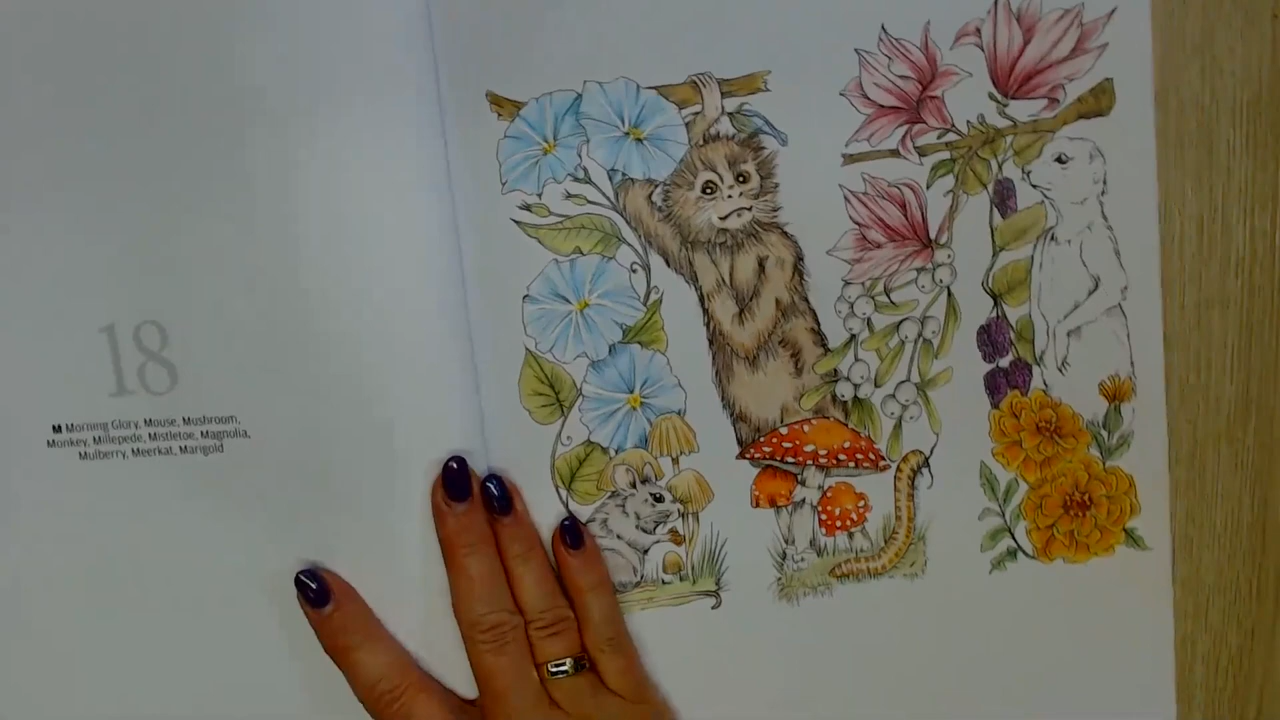 18
M Morning Glory, Mouse, Mushroom,
Monkey, Millepede, Mistletoe, Magnolia,
Mulberry, Meerkat, Marigold